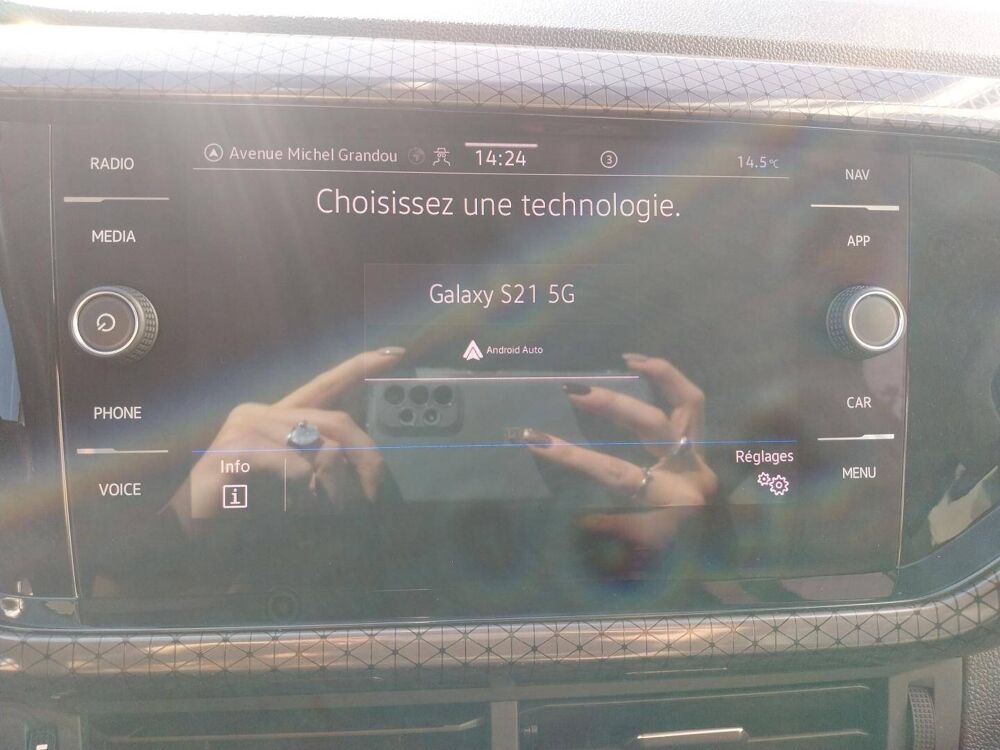 RADIO
MEDIA
PHONE
VOICE
Avenue Michel Grandou 14:24 3 14.5°C
Choisissez une technologie.
Galaxy S21 5G
Android Auto
Info
i
Réglages
NAV
APP
CAR
MENU